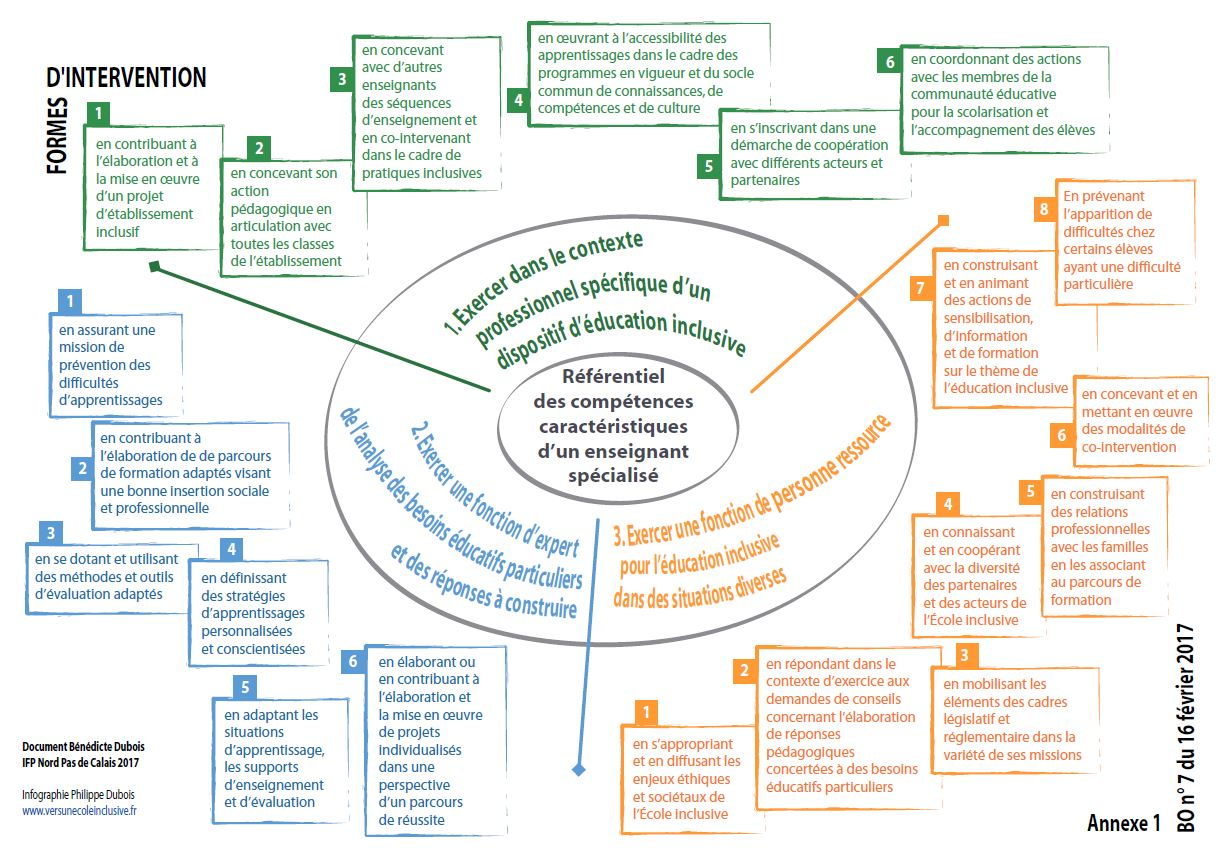 FORMES
D'INTERVENTION
1
en contribuant à
l'élaboration et à
la mise en œuvre
d'un projet
d'établissement
inclusif
2
en concevant son
action
pédagogique en
articulation avec
toutes les classes
de l'établissement
3
en concevant
avec d'autres
enseignants
des séquences
d'enseignement et
en co-intervenant
dans le cadre de
pratiques inclusives
4
en œuvrant à l'accessibilité des
apprentissages dans le cadre des
programmes en vigueur et du socle
commun de connaissances, de
compétences et de culture
5
en s'inscrivant dans une
démarche de coopération
avec différents acteurs et
partenaires
6
en coordonnant des actions
avec les membres de la
communauté éducative
pour la scolarisation et
l'accompagnement des élèves
1. Exercer dans le contexte
professionnel spécifique d'un
dispositif d'éducation inclusive
Référentiel
des compétences
caractéristiques
d'un enseignant
spécialisé
2. Exercer une fonction d'expert
de l'analyse des besoins éducatifs particuliers
et des réponses à construire
3. Exercer une fonction de personne ressource
pour l'éducation inclusive
dans des situations diverses
1
en assurant une
mission de
prévention des
difficultés
d'apprentissages
2
en contribuant à
l'élaboration de de parcours
de formation adaptés visant
une bonne insertion sociale
et professionnelle
3
en se dotant et utilisant
des méthodes et outils
d'évaluation adaptés
4
en définissant
des stratégies
d'apprentissages
personnalisées
et conscientisées
5
en adaptant les
situations
d'apprentissage,
les supports
d'enseignement
et d'évaluation
6
en élaborant ou
en contribuant à
l'élaboration et
la mise en œuvre
de projets
individualisés
dans une
perspective
d'un parcours
de réussite
8
En prévenant
l'apparition de
difficultés chez
certains élèves
ayant une difficulté
particulière
7
en construisant
et en animant
des actions de
sensibilisation,
d'information
et de formation
sur le thème de
l'éducation inclusive
6
en concevant et en
mettant en œuvre
des modalités de
co-intervention
5
en construisant
des relations
professionnelles
avec les familles
en les associant
au parcours de
formation
4
en connaissant
et en coopérant
avec la diversité
des partenaires
et des acteurs de
l'École inclusive
3
en mobilisant les
éléments des cadres
législatif et
réglementaire dans la
variété de ses missions
2
en répondant dans le
contexte d'exercice aux
demandes de conseils
concernant l'élaboration
de réponses
pédagogiques
concertées à des besoins
éducatifs particuliers
1
en s'appropriant
et en diffusant les
enjeux éthiques
et sociétaux de
l'École inclusive
Document Bénédicte Dubois
IFP Nord Pas de Calais 2017
Infographie Philippe Dubois
www.versunecoleinclusive.fr
Annexe 1
BO n° 7 du 16 février 2017